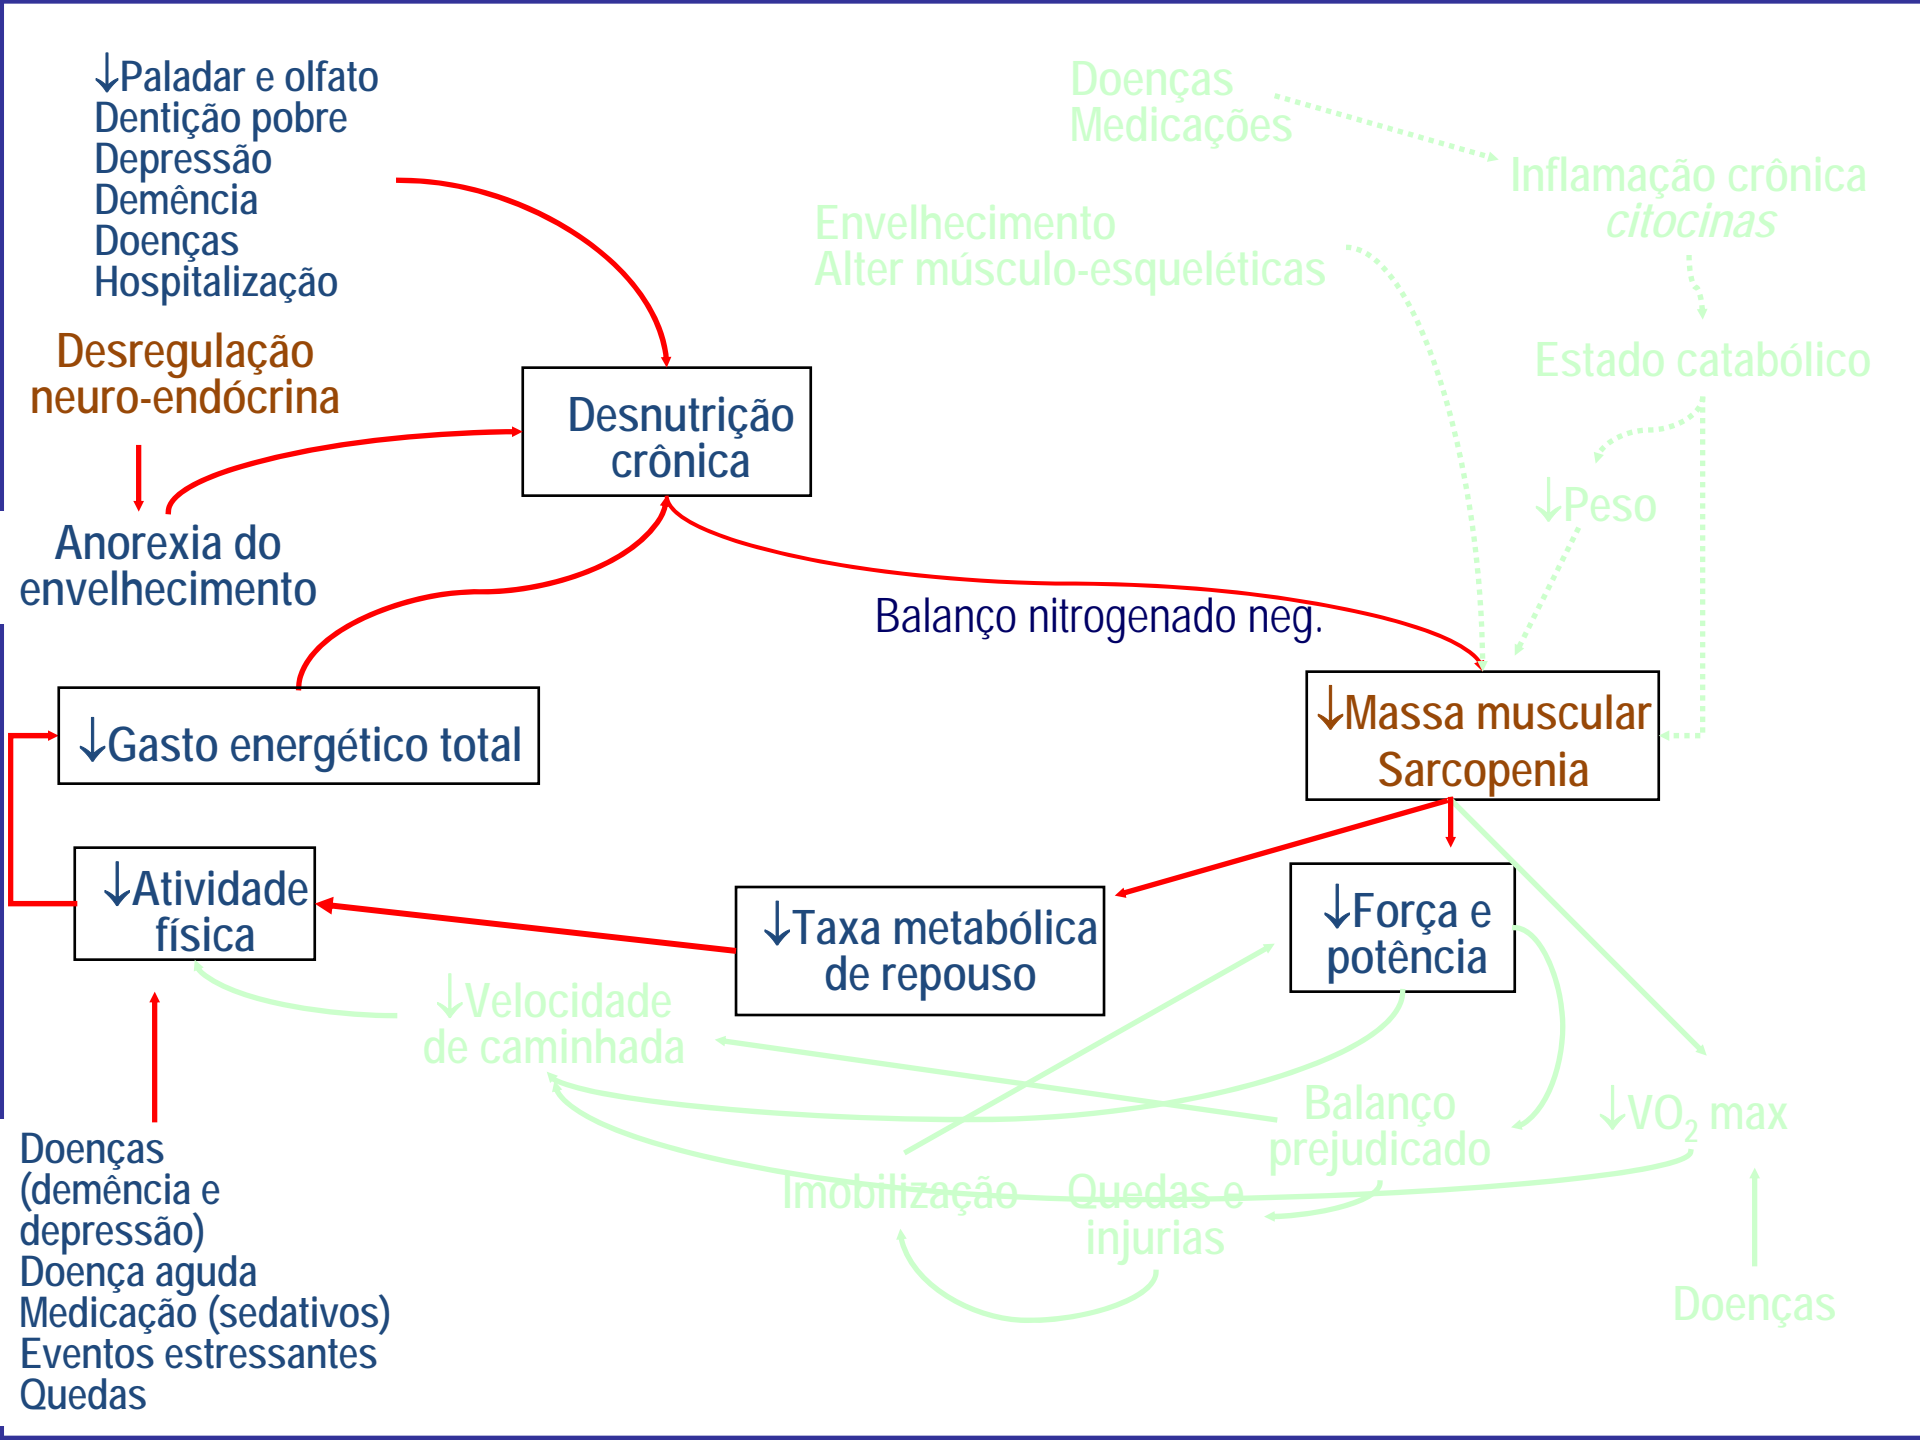 ↓Paladar e olfato
Dentição pobre
Depressão
Demência
Doenças
Hospitalização
Doenças
Medicações
Inflamação crônica
citocinas
Envelhecimento
Alter músculo-esqueléticas
Desregulação
neuro-endócrina
Estado catabólico
Desnutrição
crônica
↓Peso
Anorexia do
envelhecimento
Balanço nitrogenado neg.
↓Massa muscular
Sarcopenia
↓Gasto energético total
↓Atividade
física
↓Taxa metabólica
de repouso
↓Força e
potência
↓Velocidade
de caminhada
Balanço
prejudicado
↓VO₂ max
Imobilização
Quedas e
injurias
Doenças
Doenças
(demência e
depressão)
Doença aguda
Medicação (sedativos)
Eventos estressantes
Quedas